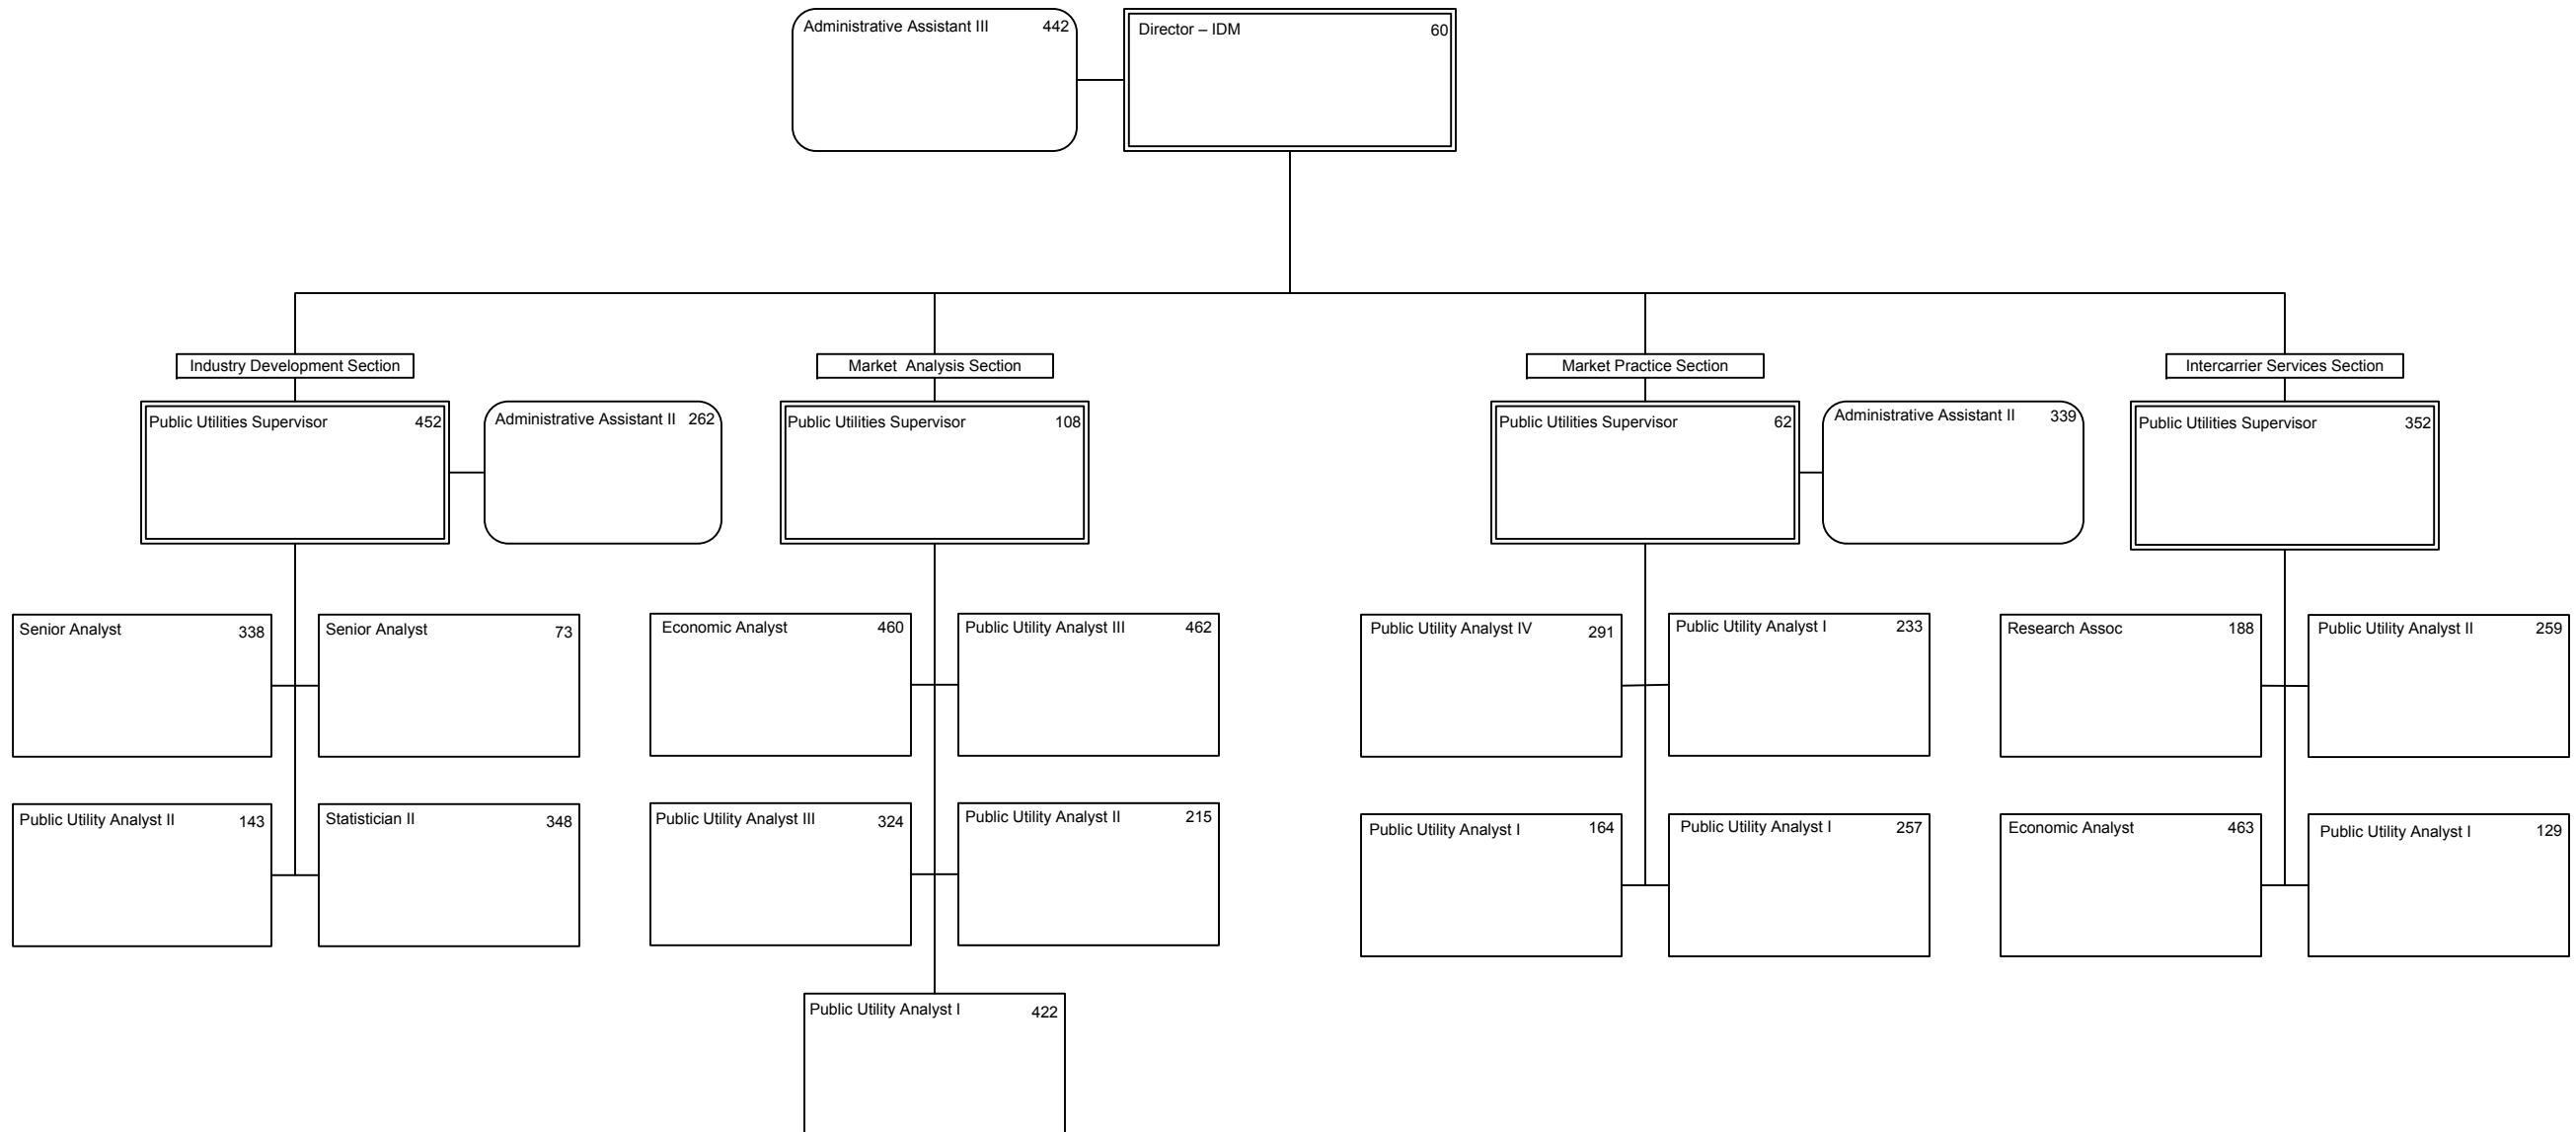 Administrative Assistant III 442
Director – IDM 60
Industry Development Section
Market Analysis Section
Market Practice Section
Intercarrier Services Section
Public Utilities Supervisor 452
Administrative Assistant II 262
Public Utilities Supervisor 108
Public Utilities Supervisor 62
Administrative Assistant II 339
Public Utilities Supervisor 352
Senior Analyst 338
Senior Analyst 73
Economic Analyst 460
Public Utility Analyst III 462
Public Utility Analyst IV 291
Public Utility Analyst I 233
Research Assoc 188
Public Utility Analyst II 259
Public Utility Analyst II 143
Statistician II 348
Public Utility Analyst III 324
Public Utility Analyst II 215
Public Utility Analyst I 164
Public Utility Analyst I 257
Economic Analyst 463
Public Utility Analyst I 129
Public Utility Analyst I 422